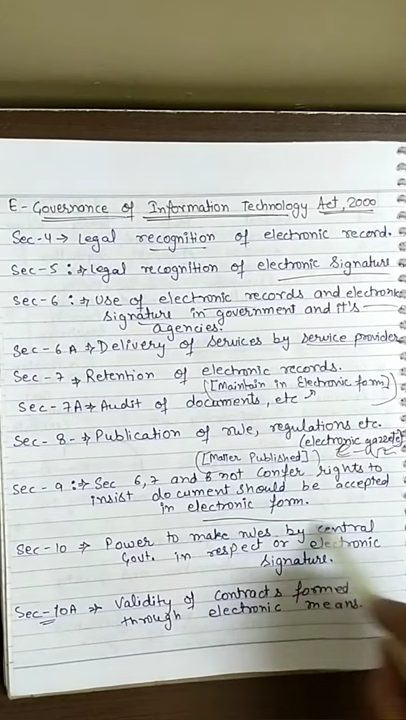 E-Governance of Information Technology Act, 2000
Sec-4 → Legal recognition of electronic record.
Sec-5 :→ Legal recognition of electronic Signature
Sec-6 :→ Use of electronic records and electronic
Signature in government and it's
agencies.
Sec-6A → Delivery of services by service provider
Sec-7 → Retention of electronic records.
[Maintain in Electronic form]
Sec-7A → Audit of documents, etc
Sec-8 → Publication of rule, regulations etc.
(electronic gazette)
[Matter Published]
Sec-9 :→ Sec 6,7 and 8 not confer rights to
insist document should be accepted
in electronic form.
Sec-10 ⇒ Power to make rules by central
Govt. in respect or electronic
Signature.
Sec-10A → Validity of contracts formed
through electronic means.